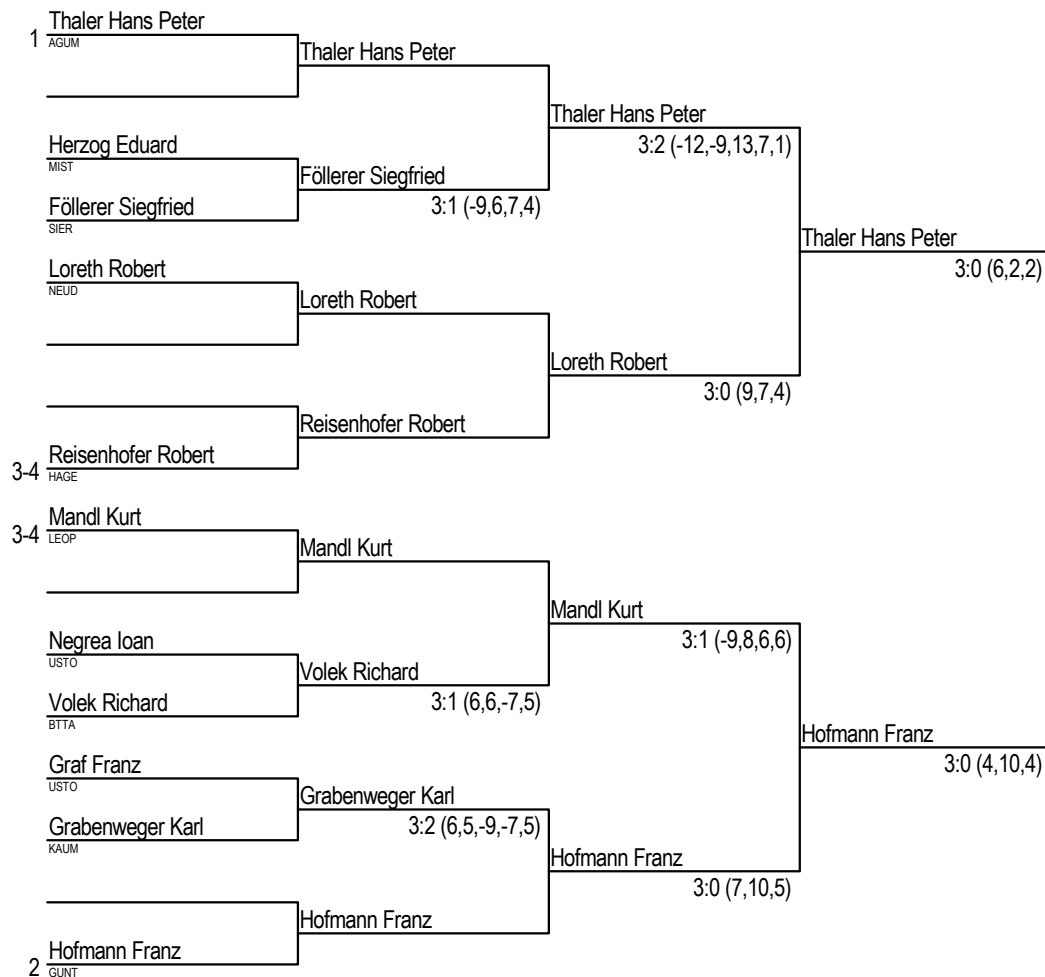 Thaler Hans Peter
1 AGUM
Thaler Hans Peter
Thaler Hans Peter
3:2 (-12,-9,13,7,1)
Herzog Eduard
MIST
Föllerer Siegfried
3:1 (-9,6,7,4)
Föllerer Siegfried
SIER
Thaler Hans Peter
3:0 (6,2,2)
Loreth Robert
NEUD
Loreth Robert
Loreth Robert
3:0 (9,7,4)
Reisenhofer Robert
Reisenhofer Robert
3-4 HAGE
Mandl Kurt
3-4 LEOP
Mandl Kurt
Mandl Kurt
3:1 (-9,8,6,6)
Negrea Ioan
USTO
Volek Richard
3:1 (6,6,-7,5)
Volek Richard
BTTA
Hofmann Franz
3:0 (4,10,4)
Graf Franz
USTO
Grabenweger Karl
3:2 (6,5,-9,-7,5)
Grabenweger Karl
KAUM
Hofmann Franz
3:0 (7,10,5)
Hofmann Franz
Hofmann Franz
2 GUNT